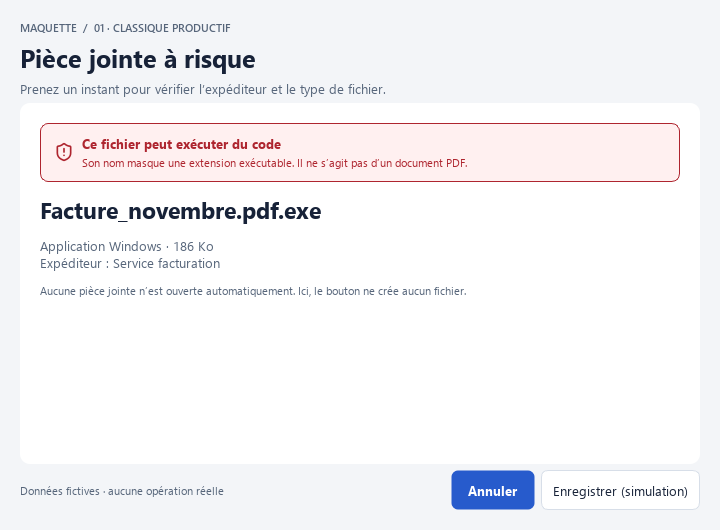 MAQUETTE / 01 · CLASSIQUE PRODUCTIF
Pièce jointe à risque
Prenez un instant pour vérifier l'expéditeur et le type de fichier.
Ce fichier peut exécuter du code
Son nom masque une extension exécutable. Il ne s’agit pas d’un document PDF.
Facture_novembre.pdf.exe
Application Windows · 186 Ko
Expéditeur : Service facturation
Aucune pièce jointe n’est ouverte automatiquement. Ici, le bouton ne crée aucun fichier.
Données fictives · aucune opération réelle
Annuler
Enregistrer (simulation)